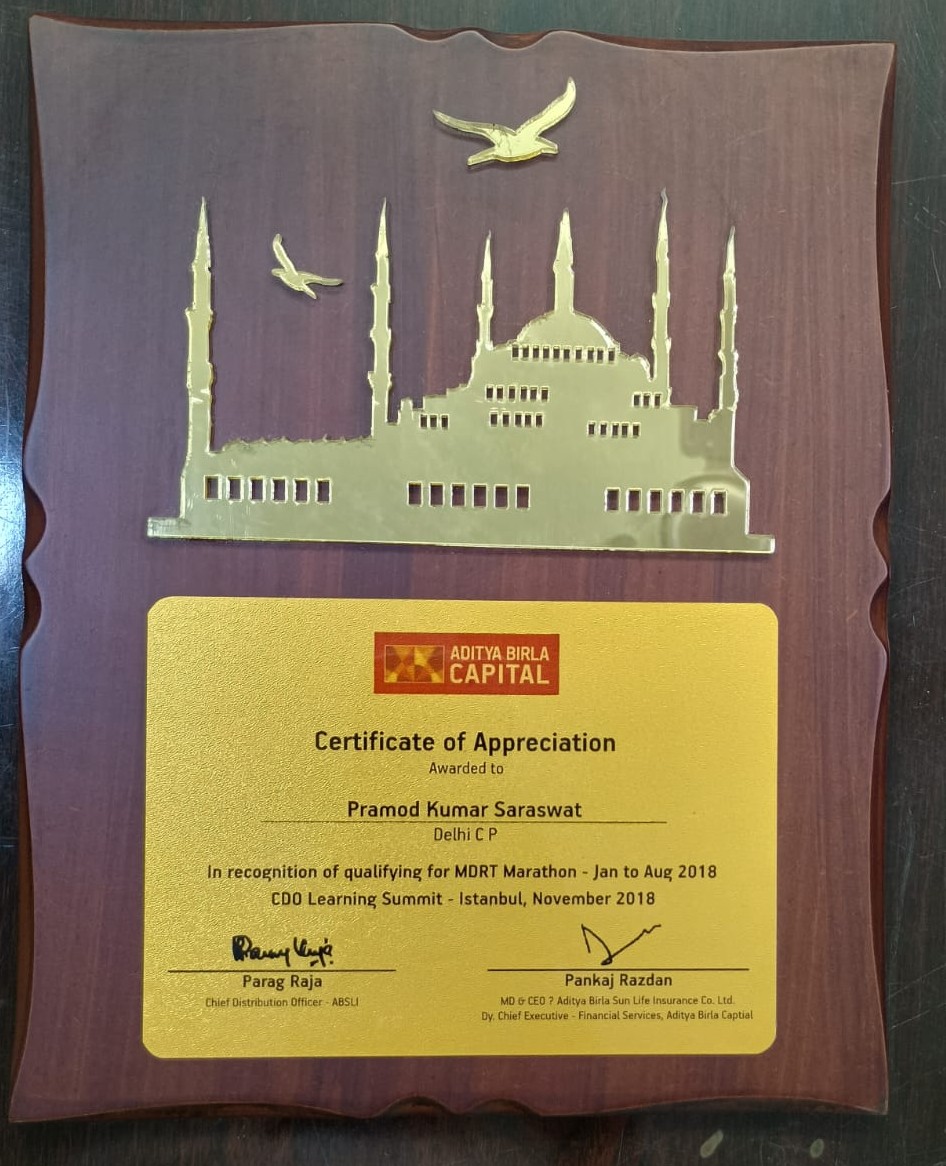 ADITYA BIRLA
CAPITAL
Certificate of Appreciation
Awarded to
Pramod Kumar Saraswat
Delhi C P
In recognition of qualifying for MDRT Marathon - Jan to Aug 2018
CDO Learning Summit - Istanbul, November 2018
Parag Raja
Chief Distribution Officer - ABSLI
Pankaj Razdan
MD & CEO ? Aditya Birla Sun Life Insurance Co. Ltd.
Dy. Chief Executive - Financial Services, Aditya Birla Captial